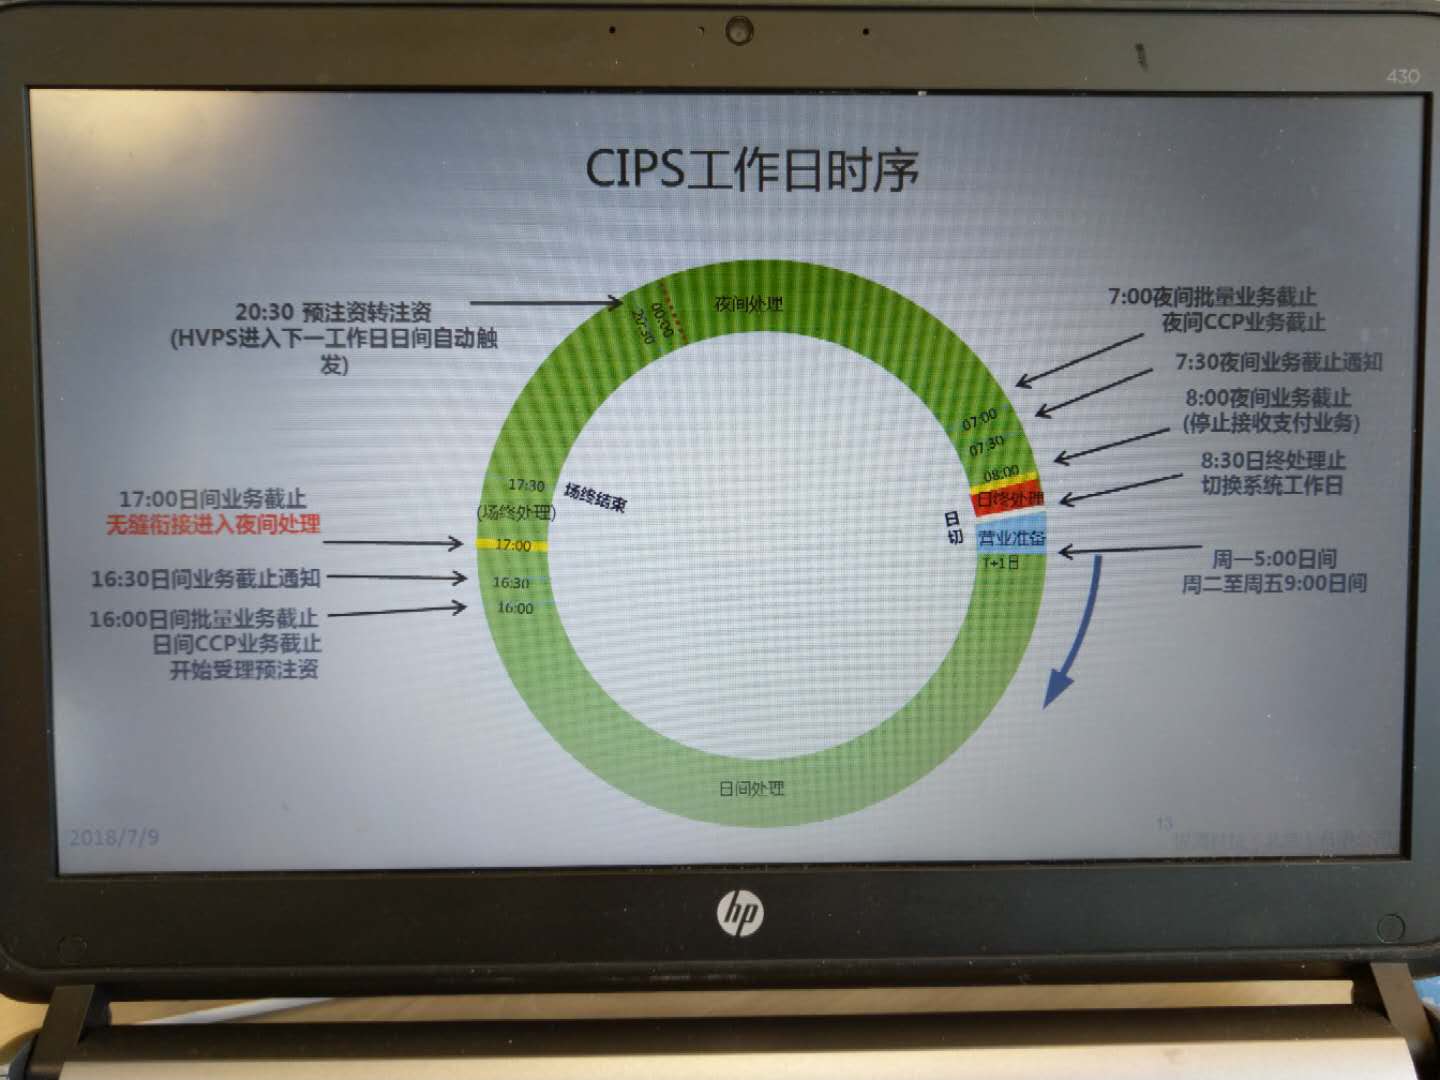 430
CIPS工作日时序
20:30 预注资转注资
(HVPS进入下一工作日日间自动触
发)
20:30
00:00
夜间处理
7:00夜间批量业务截止
夜间CCP业务截止
7:30夜间业务截止通知
8:00夜间业务截止
(停止接收支付业务)
8:30日终处理止
切换系统工作日
07:00
07:30
08:00
日终处理
日
切
营业准备
T+1日
周一5:00日间
周二至周五9:00日间
17:00日间业务截止
无缝衔接进入夜间处理
16:30日间业务截止通知
16:00日间批量业务截止
日间CCP业务截止
开始受理预注资
17:30
(场终处理)
场终结束
17:00
16:30
16:00
日间处理
2018/7/9
13
hp